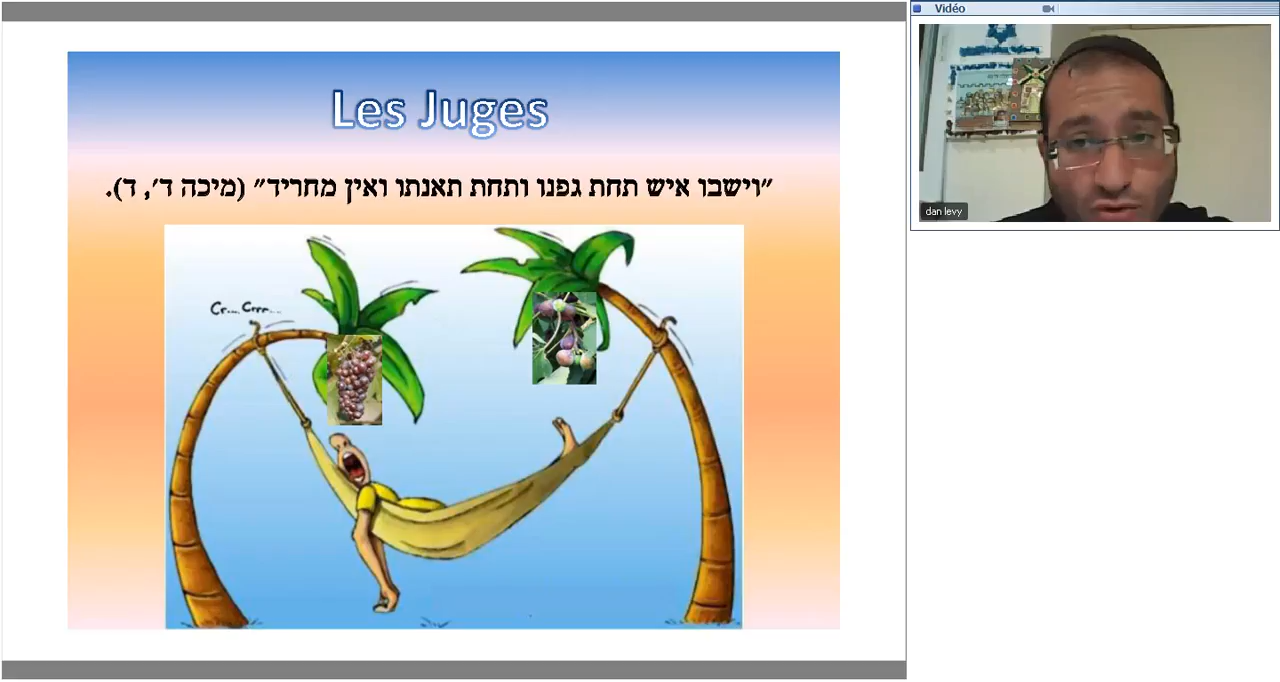 Les Juges
"וישבו איש תחת גפנו ותחת תאנתו ואין מחריד" (מיכה ד', ד).
Cr.... Crrr.....
Vidéo
dan levy